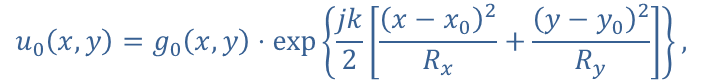 u₀(x, y) = g₀(x, y) · exp { jk/2 [ (x − x₀)²/Rₓ + (y − y₀)²/R_y ] } ,